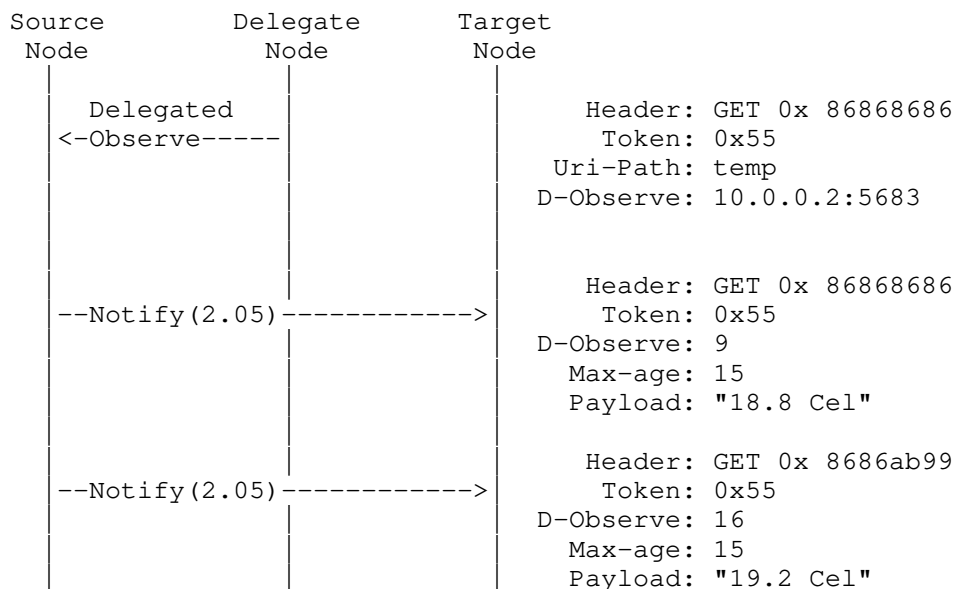 Source Delegate Target
Node Node Node
Delegated Header: GET 0x 86868686
<-Observe----- Token: 0x55
Uri-Path: temp
D-Observe: 10.0.0.2:5683
Header: GET 0x 86868686
--Notify(2.05)------------> Token: 0x55
D-Observe: 9
Max-age: 15
Payload: "18.8 Cel"
Header: GET 0x 8686ab99
--Notify(2.05)------------> Token: 0x55
D-Observe: 16
Max-age: 15
Payload: "19.2 Cel"